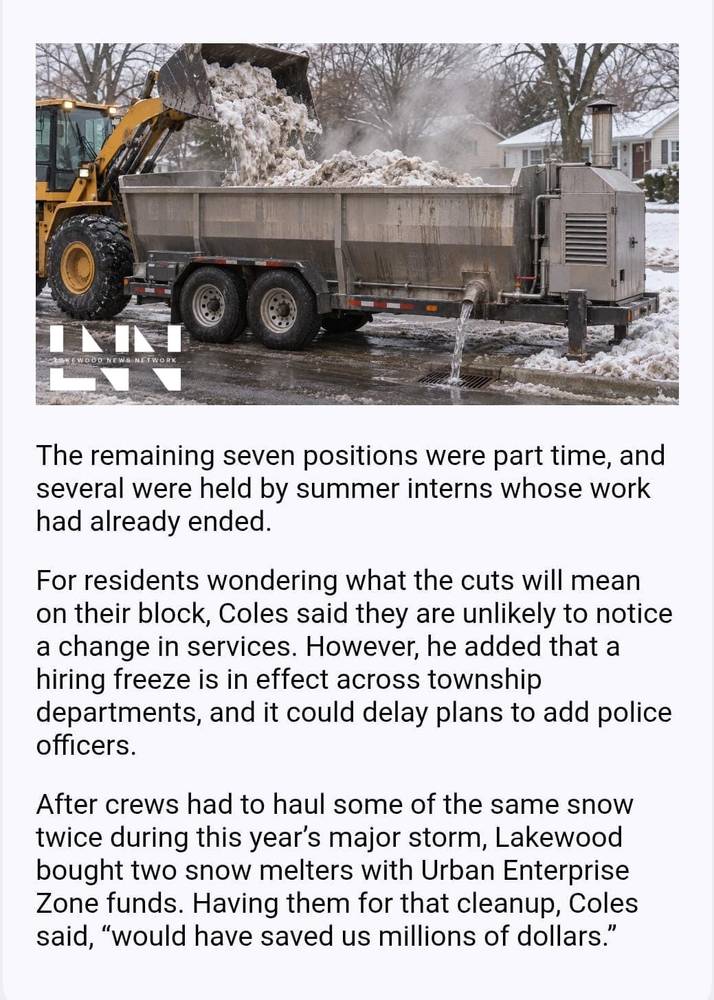 LNN
LAKEWOOD NEWS NETWORK
The remaining seven positions were part time, and
several were held by summer interns whose work
had already ended.
For residents wondering what the cuts will mean
on their block, Coles said they are unlikely to notice
a change in services. However, he added that a
hiring freeze is in effect across township
departments, and it could delay plans to add police
officers.
After crews had to haul some of the same snow
twice during this year’s major storm, Lakewood
bought two snow melters with Urban Enterprise
Zone funds. Having them for that cleanup, Coles
said, “would have saved us millions of dollars.”